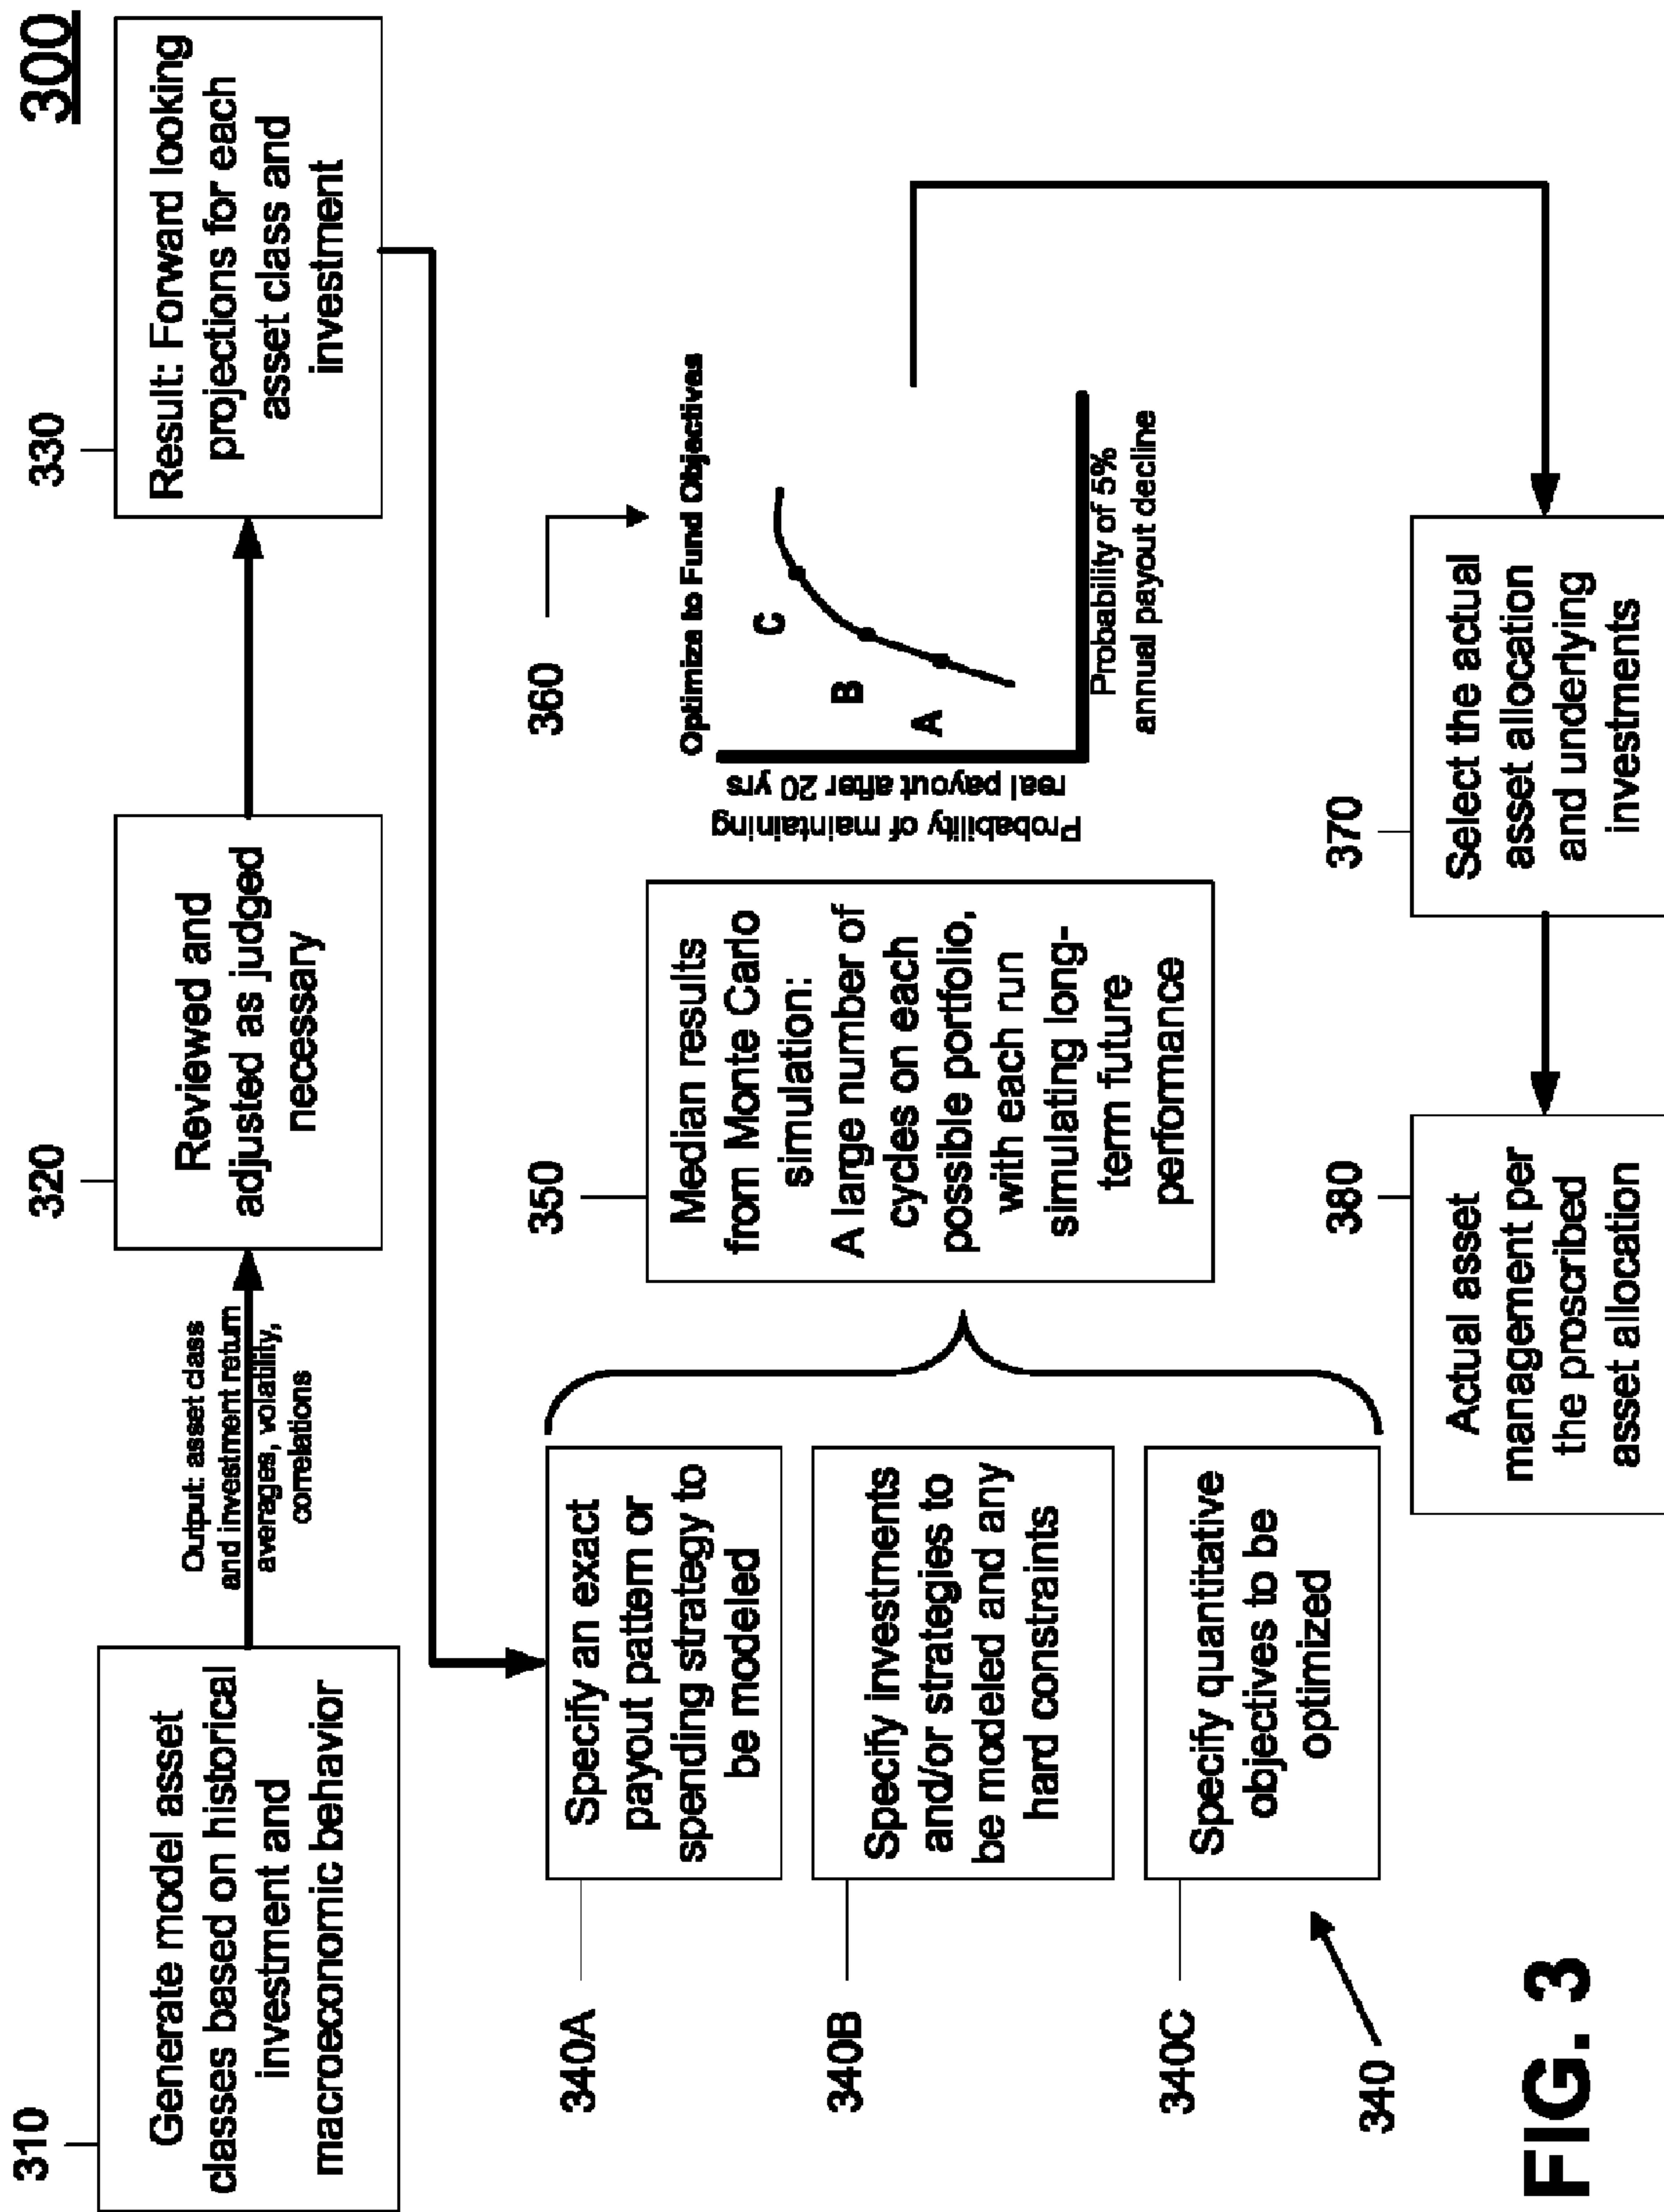 300
310
Generate model asset
classes based on historical
investment and
macroeconomic behavior
Output: asset class
and investment return
averages, volatility,
correlations
320
Reviewed and
adjusted as judged
necessary
330
Result: Forward looking
projections for each
asset class and
investment
340A
Specify an exact
payout pattern or
spending strategy to
be modeled
340B
Specify investments
and/or strategies to
be modeled and any
hard constraints
340C
Specify quantitative
objectives to be
optimized
340
350
Median results
from Monte Carlo
simulation:
A large number of
cycles on each
possible portfolio,
with each run
simulating long-
term future
performance
360
Optimize to Fund Objectives
Probability of maintaining
real payout after 20 yrs
A
B
C
Probability of 5%
annual payout decline
370
Select the actual
asset allocation
and underlying
investments
380
Actual asset
management per
the proscribed
asset allocation
FIG. 3